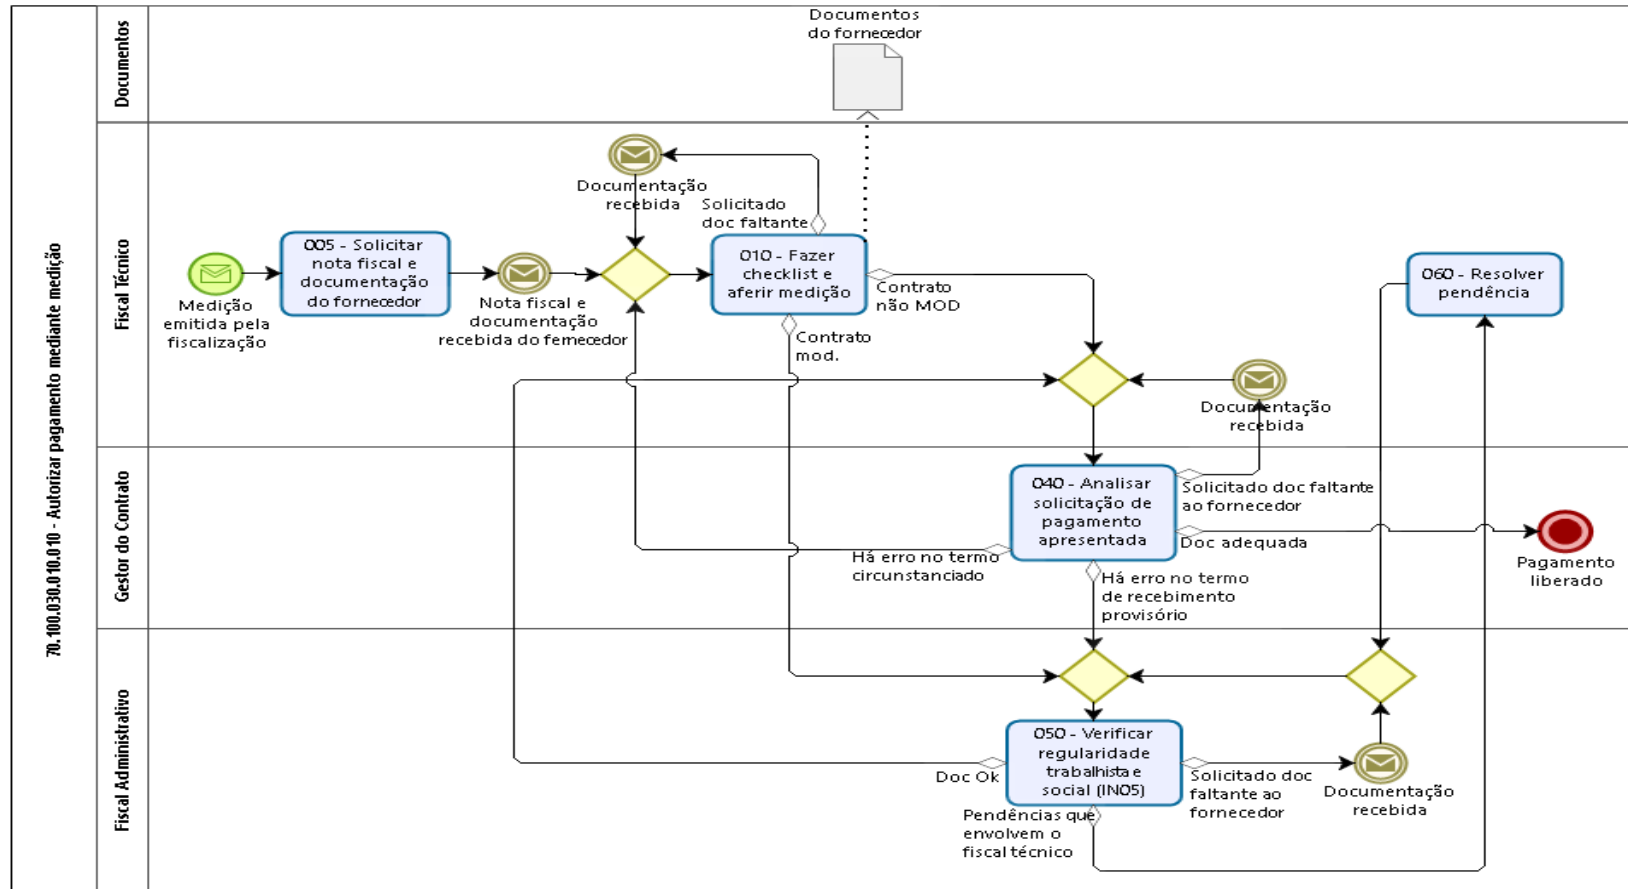 70.100.030.010.010 - Autorizar pagamento mediante medição
Documentos
Documentos
do fornecedor
Fiscal Técnico
Medição
emitida pela
fiscalização
005 - Solicitar
nota fiscal e
documentação
do fornecedor
Nota fiscal e
documentação
recebida do fornecedor
Documentação
recebida
Solicitado
doc faltante
010 - Fazer
checklist e
aferir medição
Contrato
não MOD
Contrato
mod.
060 - Resolver
pendência
Documentação
recebida
Gestor do Contrato
040 - Analisar
solicitação de
pagamento
apresentada
Solicitado doc faltante
ao fornecedor
Doc adequada
Pagamento
liberado
Há erro no termo
circunstanciado
Há erro no termo
de recebimento
provisório
Fiscal Administrativo
050 - Verificar
regularidade
trabalhista e
social (IN05)
Doc Ok
Solicitado doc
faltante ao
fornecedor
Documentação
recebida
Pendências que
envolvem o
fiscal técnico